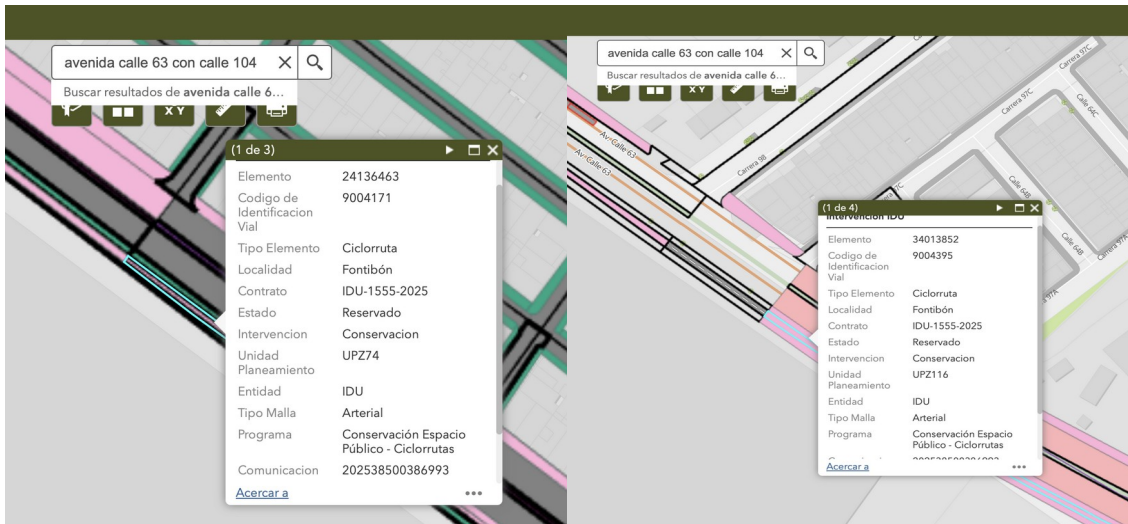 avenida calle 63 con calle 104
Buscar resultados de avenida calle 6...
X Y
(1 de 3)
Elemento 24136463
Codigo de Identificacion Vial 9004171
Tipo Elemento Ciclorruta
Localidad Fontibón
Contrato IDU-1555-2025
Estado Reservado
Intervencion Conservacion
Unidad Planeamiento UPZ74
Entidad IDU
Tipo Malla Arterial
Programa Conservación Espacio Público - Ciclorrutas
Comunicacion 202538500386993
Acercar a
avenida calle 63 con calle 104
Buscar resultados de avenida calle 6...
X Y
Av. Calle 63
Av. Calle 63
Carrera 98
Carrera 97C
Carrera 97C
Calle 64C
Calle 64B
Calle 64B
Carrera 97A
(1 de 4)
Intervencion IDU
Elemento 34013852
Codigo de Identificacion Vial 9004395
Tipo Elemento Ciclorruta
Localidad Fontibón
Contrato IDU-1555-2025
Estado Reservado
Intervencion Conservacion
Unidad Planeamiento UPZ116
Entidad IDU
Tipo Malla Arterial
Programa Conservación Espacio Público - Ciclorrutas
Acercar a